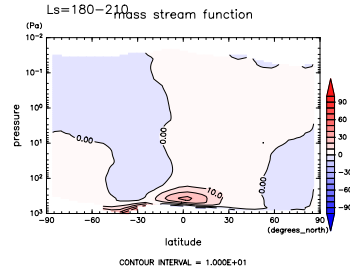 Ls=180-210
mass stream function
(Pa)
10⁻²
10⁻¹
10⁰
10¹
10²
10³
pressure
0.00
0.00
0.00
10.0
−90 −60 −30 0 30 60 90
(degrees_north)
latitude
90
60
30
0
−30
−60
−90
CONTOUR INTERVAL = 1.000E+01